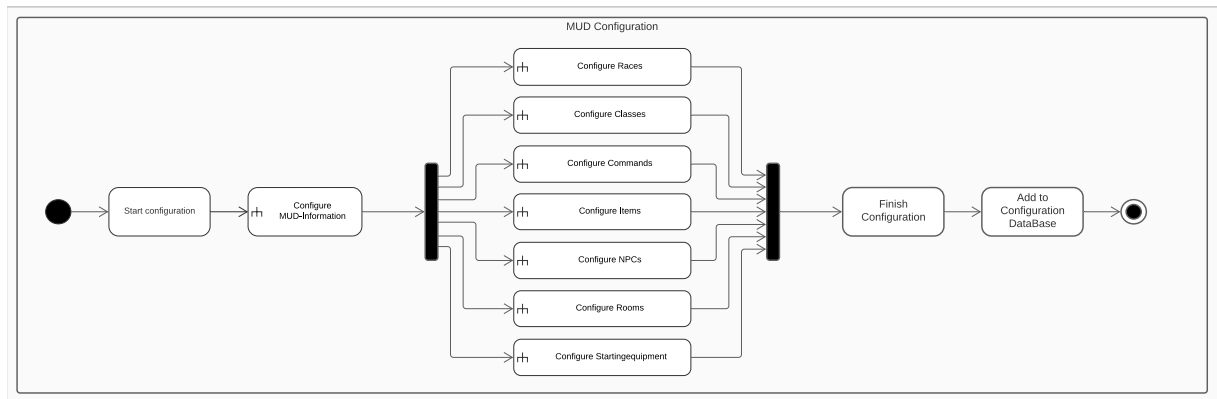 MUD Configuration
Start configuration
Configure
MUD-Information
Configure Races
Configure Classes
Configure Commands
Configure Items
Configure NPCs
Configure Rooms
Configure Startingequipment
Finish
Configuration
Add to
Configuration
DataBase